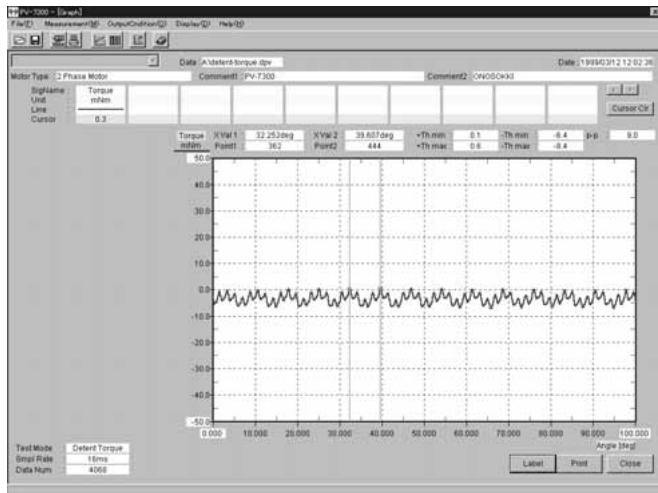 PV-7000 - [Graph]
File(F) Measurement(M) OutputCondition(O) Display(D) Help(H)
Data : A:\detent-torque.dpv Date : 1999/03/12 12:02:36
Motor Type : 2 Phase Motor Comment1 : PV-7300 Comment2 : ONOSOKKI
SigName : Torque
Unit : mNm
Line :
Cursor : 0.3
Cursor Clr
Torque XVal 1 : 32.252deg XVal 2 : 39.607deg +Th min : 0.1 -Th min : -6.4 p-p : 9.0
mNm Point1 : 362 Point2 : 444 +Th max : 0.6 -Th max : -8.4
50.0
40.0
30.0
20.0
10.0
0.0
-10.0
-20.0
-30.0
-40.0
-50.0
0.000 10.000 20.000 30.000 40.000 50.000 60.000 70.000 80.000 90.000 100.000
Angle [deg]
Test Mode : Detent Torque
Smpl Rate : 16ms
Data Num : 4068
Label Print Close